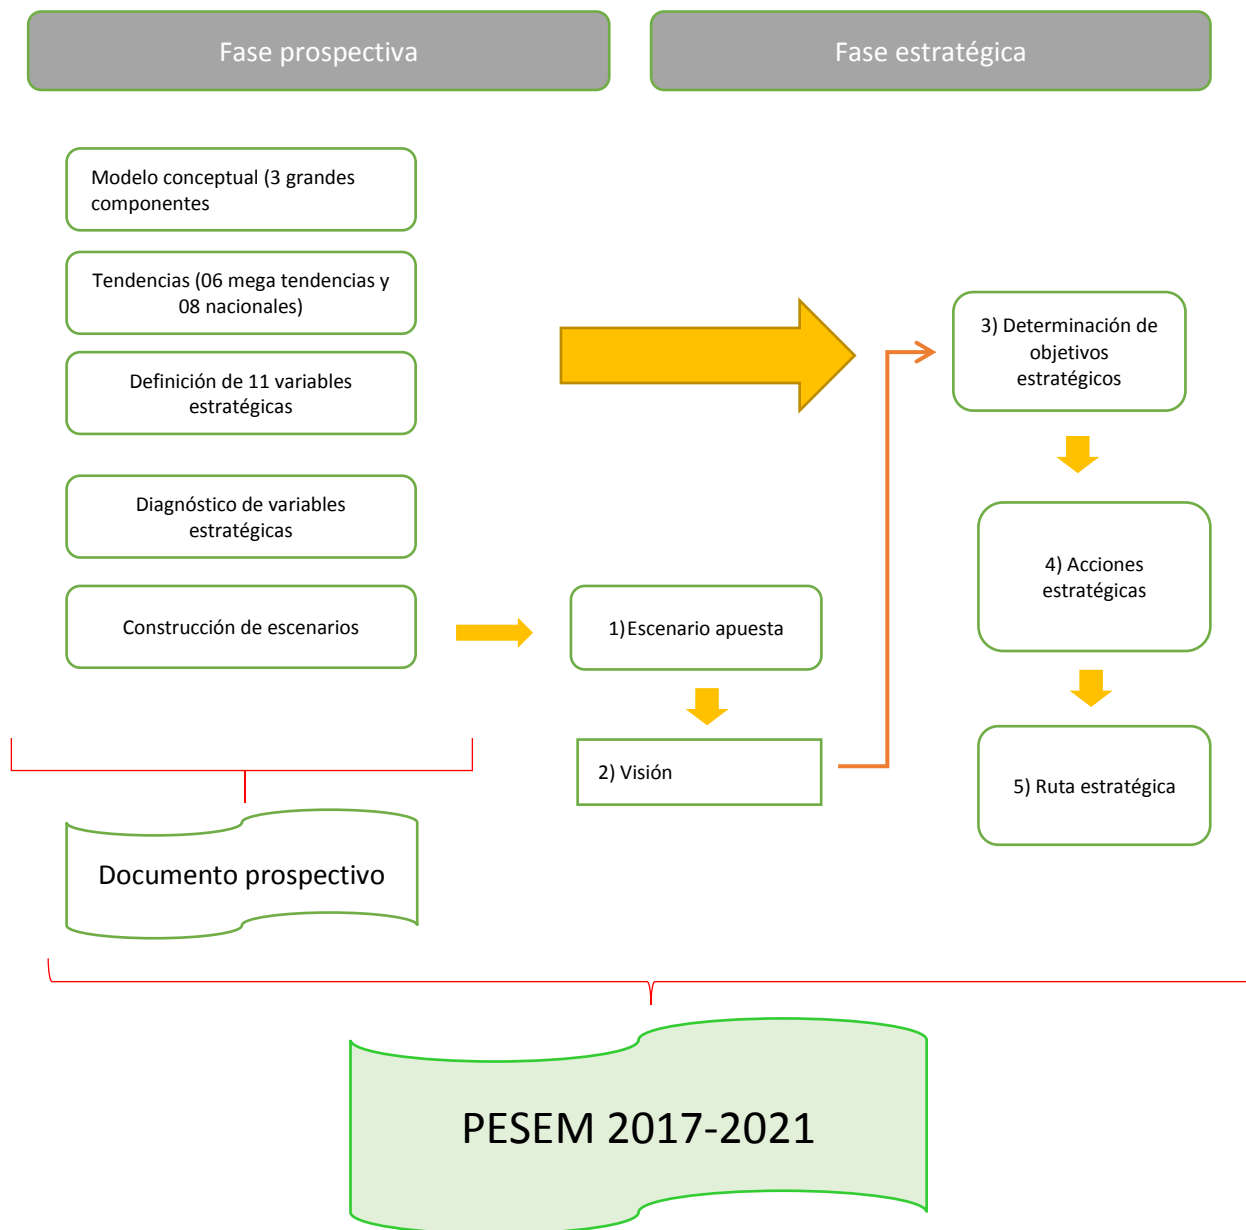 Fase prospectiva
Fase estratégica
Modelo conceptual (3 grandes
componentes
Tendencias (06 mega tendencias y
08 nacionales)
Definición de 11 variables
estratégicas
Diagnóstico de variables
estratégicas
Construcción de escenarios
1) Escenario apuesta
2) Visión
3) Determinación de
objetivos
estratégicos
4) Acciones
estratégicas
5) Ruta estratégica
Documento prospectivo
PESEM 2017-2021